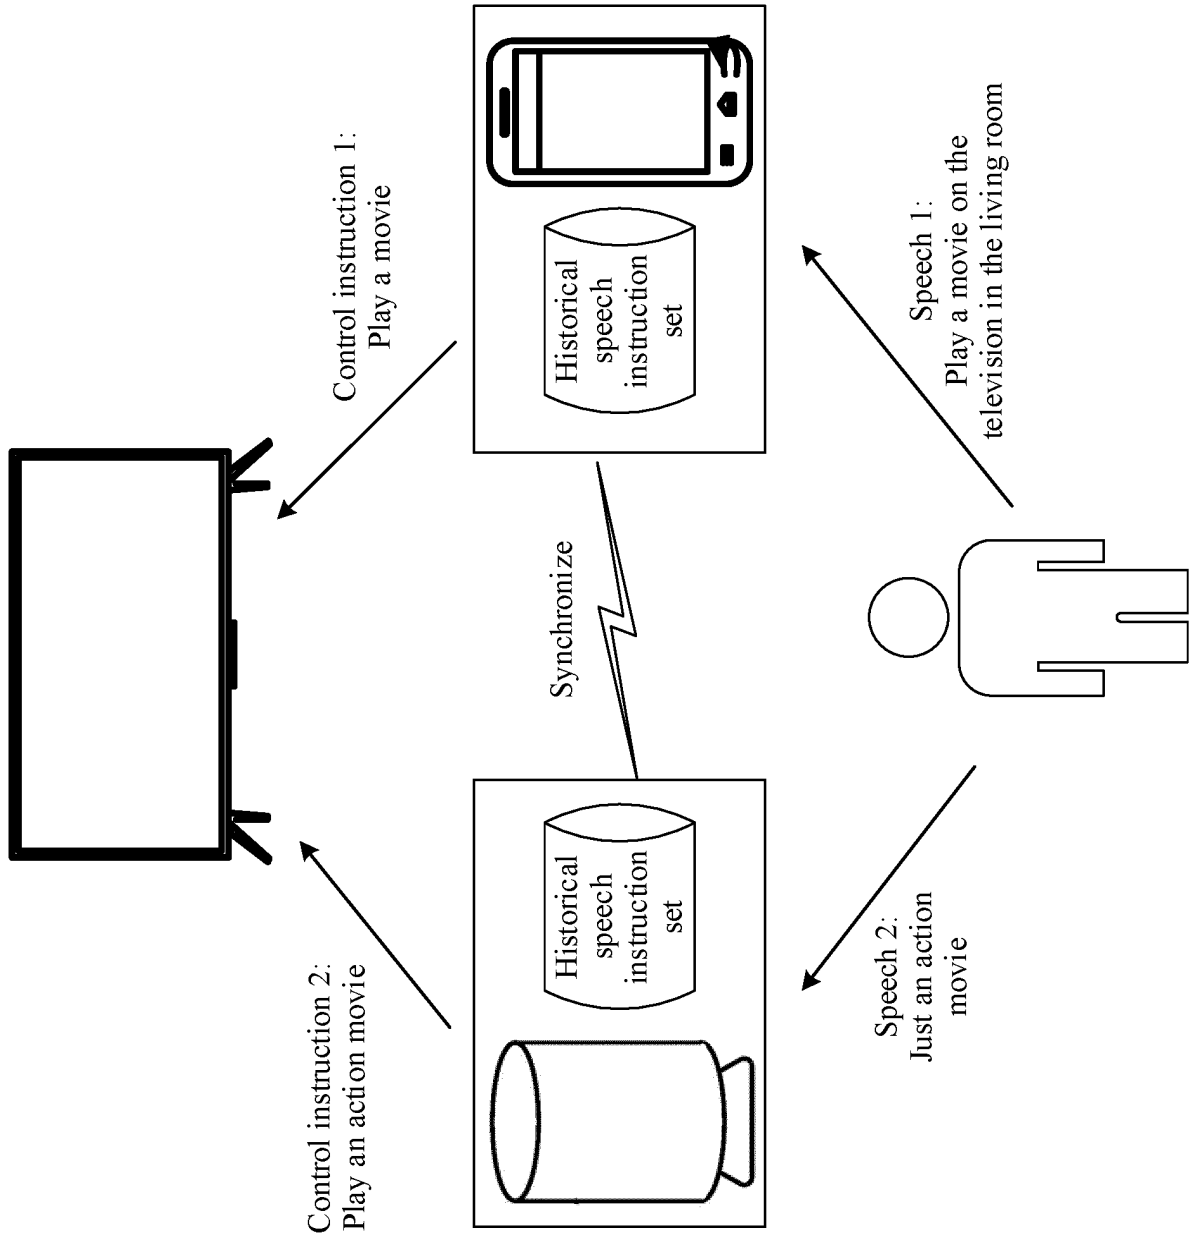 Control instruction 2:
Play an action movie
Control instruction 1:
Play a movie
Historical
speech
instruction
set
Synchronize
Historical
speech
instruction
set
Speech 2:
Just an action
movie
Speech 1:
Play a movie on the
television in the living room